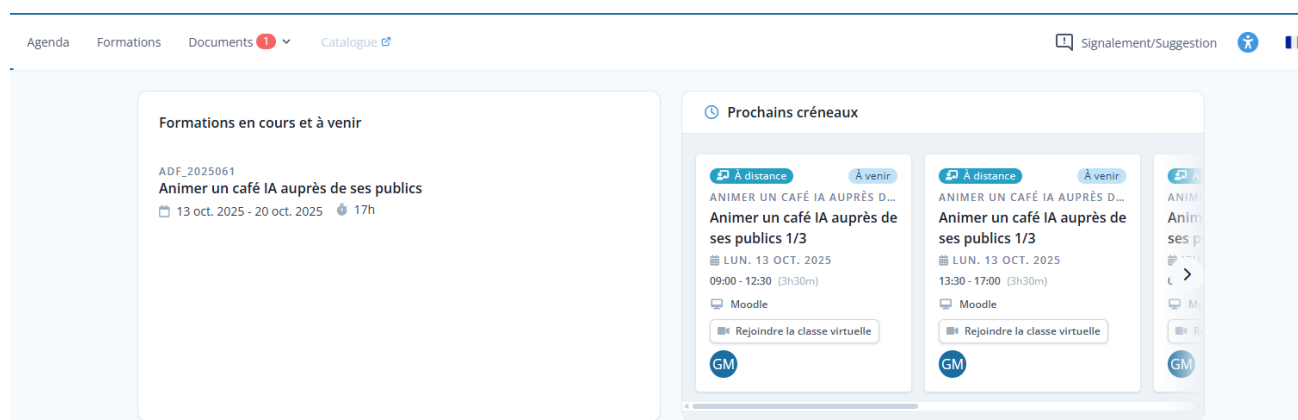 Agenda Formations Documents 1 Catalogue
Signalement/Suggestion
Formations en cours et à venir
ADF_2025061
Animer un café IA auprès de ses publics
13 oct. 2025 - 20 oct. 2025 17h
Prochains créneaux
À distance À venir
ANIMER UN CAFÉ IA AUPRÈS D...
Animer un café IA auprès de
ses publics 1/3
LUN. 13 OCT. 2025
09:00 - 12:30 (3h30m)
Moodle
Rejoindre la classe virtuelle
GM
À distance À venir
ANIMER UN CAFÉ IA AUPRÈS D...
Animer un café IA auprès de
ses publics 1/3
LUN. 13 OCT. 2025
13:30 - 17:00 (3h30m)
Moodle
Rejoindre la classe virtuelle
GM
ses
GM